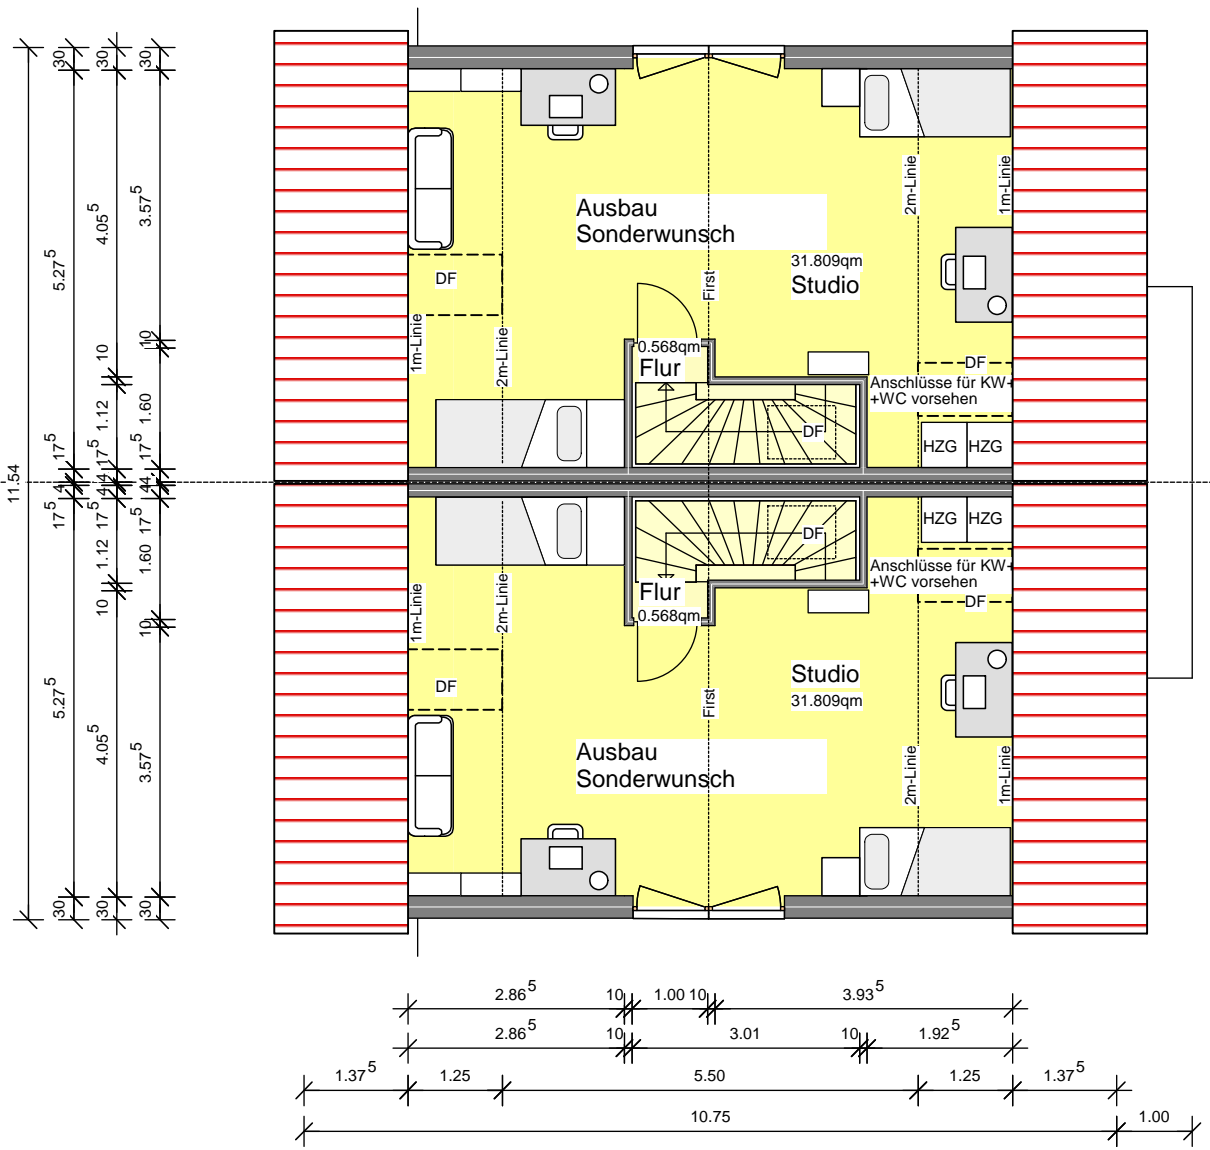 Ausbau
Sonderwunsch
31.809qm
Studio
DF
First
1m-Linie
2m-Linie
2m-Linie
1m-Linie
0.568qm
Flur
DF
DF
Anschlüsse für KW+
+WC vorsehen
HZG HZG
HZG HZG
DF
Anschlüsse für KW+
+WC vorsehen
DF
Flur
0.568qm
1m-Linie
2m-Linie
DF
First
Studio
31.809qm
Ausbau
Sonderwunsch
2m-Linie
1m-Linie
11.54
30
5.27⁵
17⁵
4
17⁵
5.27⁵
30
30
4.05⁵
10
1.12
17⁵
4
17⁵
1.12
10
4.05⁵
30
30
3.57⁵
10
1.60
17⁵
4
17⁵
1.60
10
3.57⁵
30
2.86⁵ 10 1.00 10 3.93⁵
2.86⁵ 10 3.01 10 1.92⁵
1.37⁵ 1.25 5.50 1.25 1.37⁵
10.75 1.00